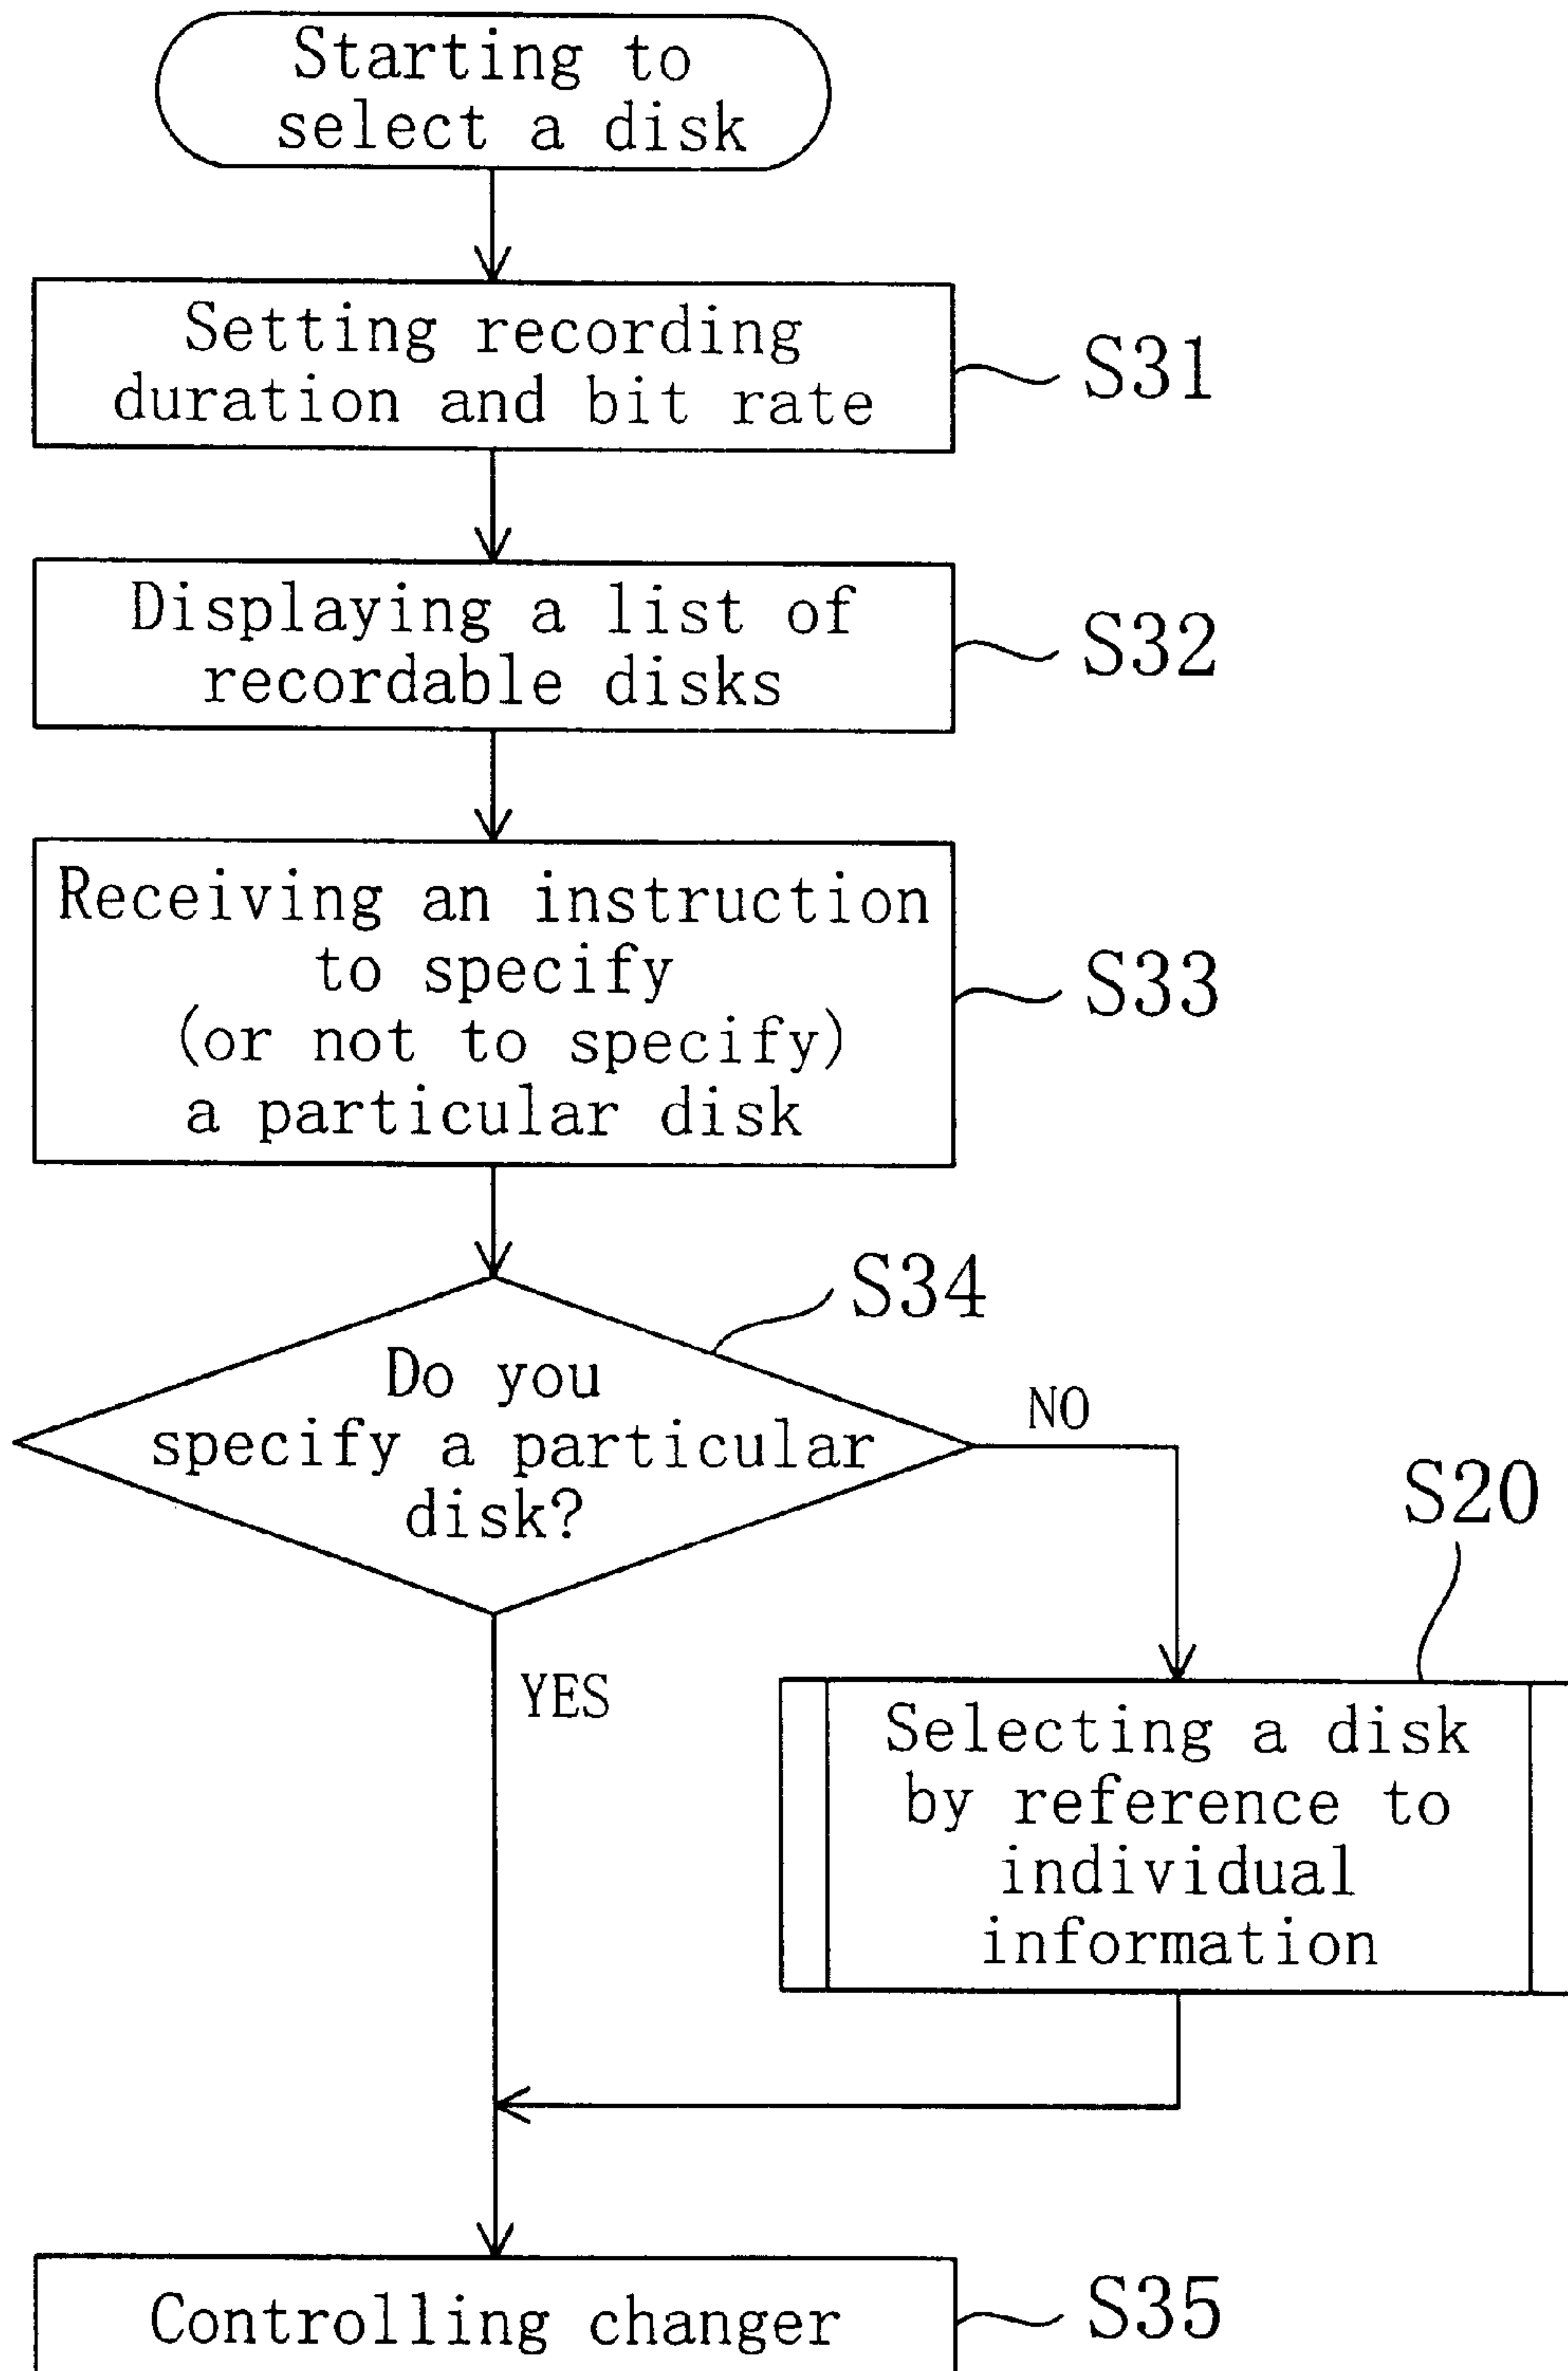 Starting to
select a disk
Setting recording
duration and bit rate
S31
Displaying a list of
recordable disks
S32
Receiving an instruction
to specify
(or not to specify)
a particular disk
S33
S34
Do you
specify a particular
disk?
NO
YES
S20
Selecting a disk
by reference to
individual
information
Controlling changer
S35